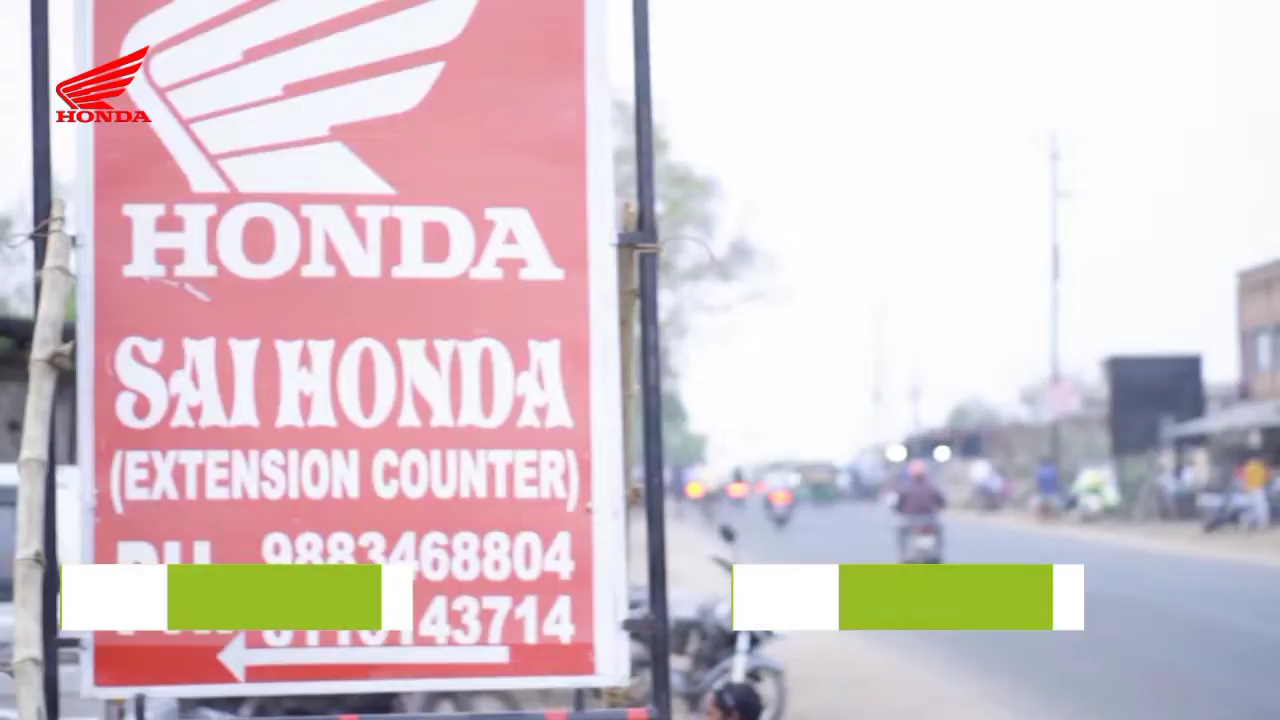 HONDA
HONDA
SAI HONDA
(EXTENSION COUNTER)
9883468804
43714